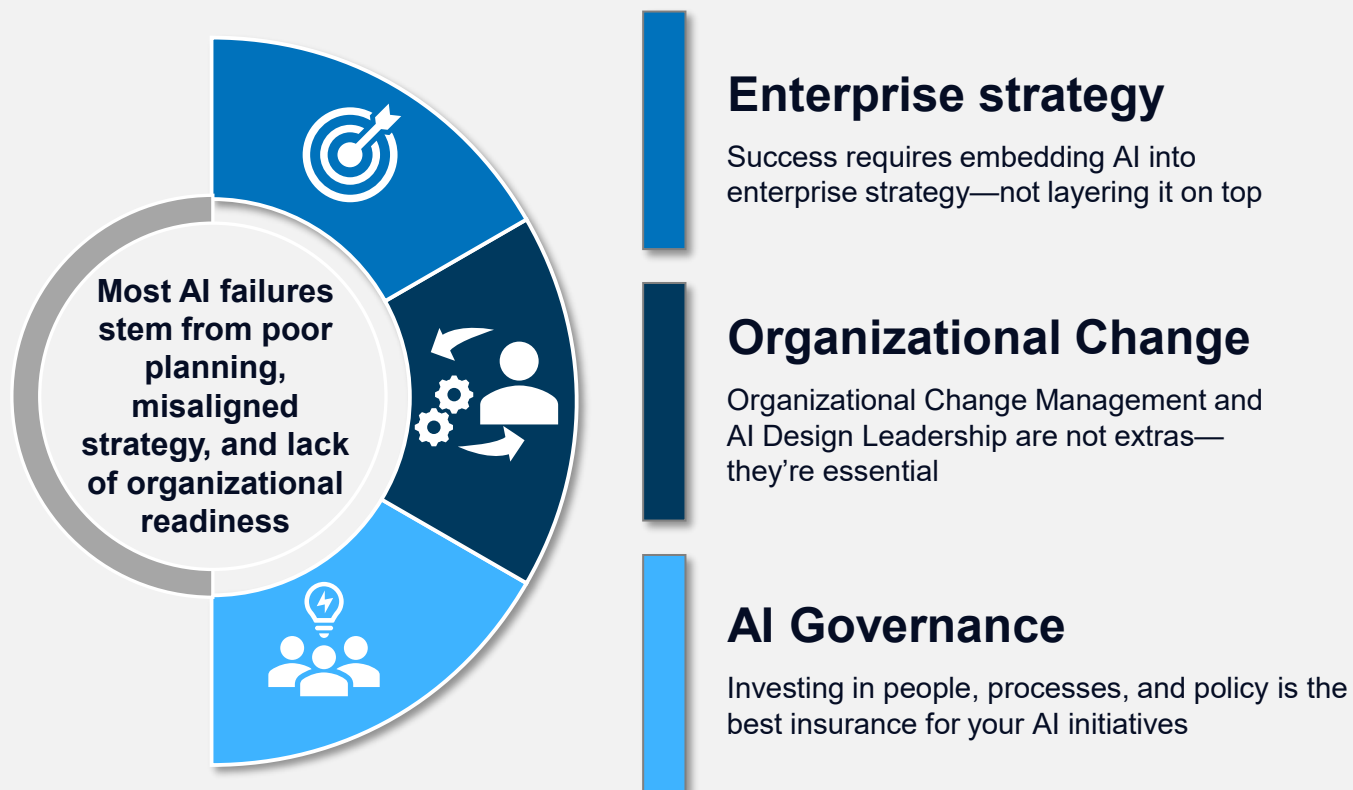 Most AI failures
stem from poor
planning,
misaligned
strategy, and lack
of organizational
readiness
Enterprise strategy
Success requires embedding AI into
enterprise strategy—not layering it on top
Organizational Change
Organizational Change Management and
AI Design Leadership are not extras—
they’re essential
AI Governance
Investing in people, processes, and policy is the
best insurance for your AI initiatives